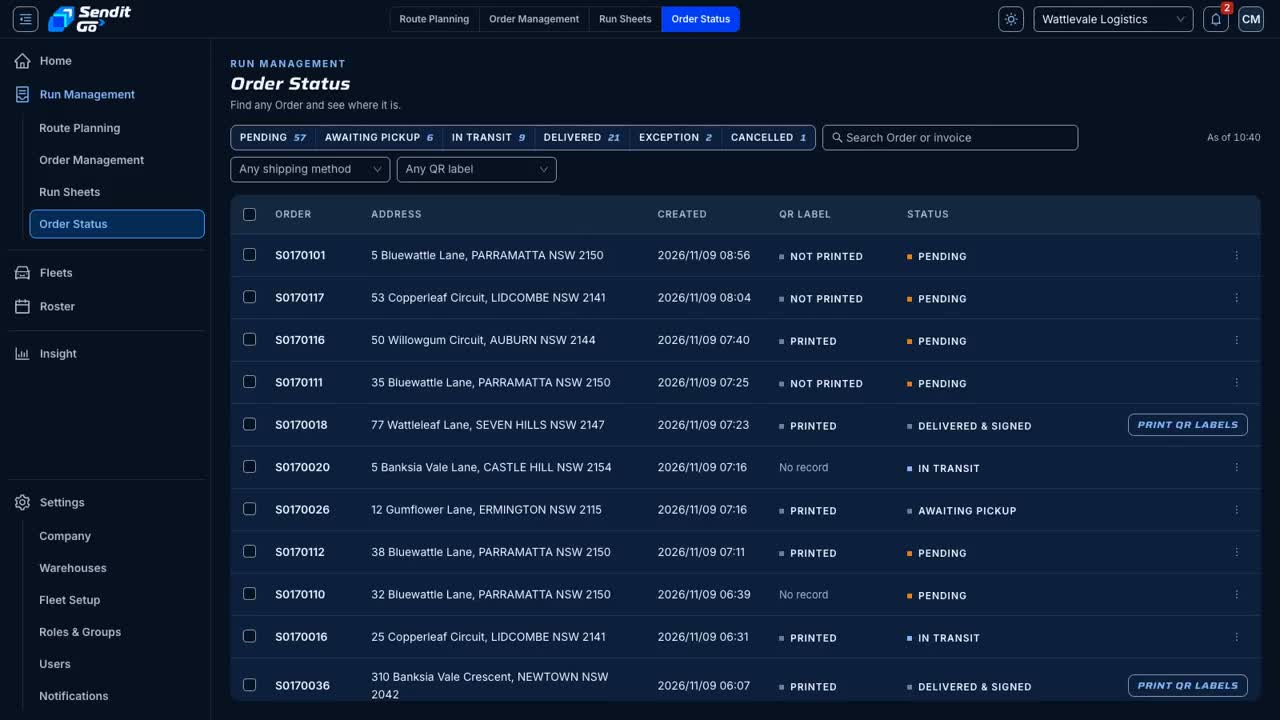 Sendit Go
Route Planning
Order Management
Run Sheets
Order Status
Wattlevale Logistics
2
CM
Home
Run Management
Route Planning
Order Management
Run Sheets
Order Status
Fleets
Roster
Insight
Settings
Company
Warehouses
Fleet Setup
Roles & Groups
Users
Notifications
RUN MANAGEMENT
Order Status
Find any Order and see where it is.
PENDING 57 AWAITING PICKUP 6 IN TRANSIT 9 DELIVERED 21 EXCEPTION 2 CANCELLED 1
Search Order or invoice
As of 10:40
Any shipping method
Any QR label
ORDER ADDRESS CREATED QR LABEL STATUS
S0170101 5 Bluewattle Lane, PARRAMATTA NSW 2150 2026/11/09 08:56 NOT PRINTED PENDING
S0170117 53 Copperleaf Circuit, LIDCOMBE NSW 2141 2026/11/09 08:04 NOT PRINTED PENDING
S0170116 50 Willowgum Circuit, AUBURN NSW 2144 2026/11/09 07:40 PRINTED PENDING
S0170111 35 Bluewattle Lane, PARRAMATTA NSW 2150 2026/11/09 07:25 NOT PRINTED PENDING
S0170018 77 Wattleleaf Lane, SEVEN HILLS NSW 2147 2026/11/09 07:23 PRINTED DELIVERED & SIGNED PRINT QR LABELS
S0170020 5 Banksia Vale Lane, CASTLE HILL NSW 2154 2026/11/09 07:16 No record IN TRANSIT
S0170026 12 Gumflower Lane, ERMINGTON NSW 2115 2026/11/09 07:16 PRINTED AWAITING PICKUP
S0170112 38 Bluewattle Lane, PARRAMATTA NSW 2150 2026/11/09 07:11 PRINTED PENDING
S0170110 32 Bluewattle Lane, PARRAMATTA NSW 2150 2026/11/09 06:39 No record PENDING
S0170016 25 Copperleaf Circuit, LIDCOMBE NSW 2141 2026/11/09 06:31 PRINTED IN TRANSIT
S0170036 310 Banksia Vale Crescent, NEWTOWN NSW 2042 2026/11/09 06:07 PRINTED DELIVERED & SIGNED PRINT QR LABELS